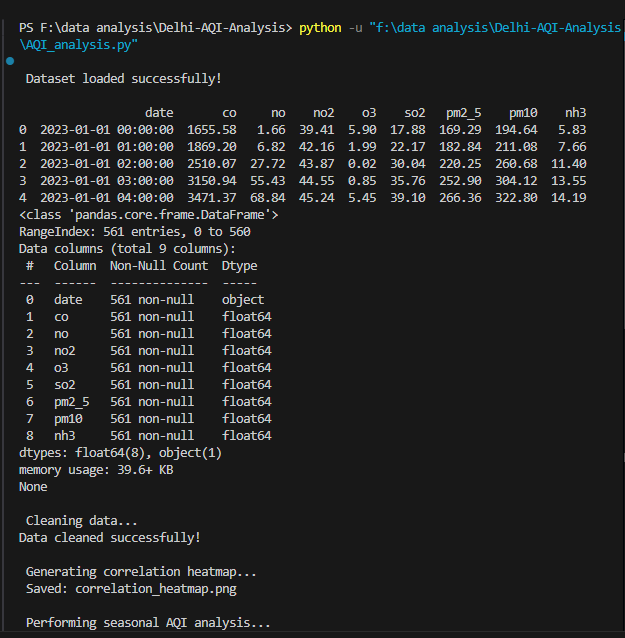 PS F:\data analysis\Delhi-AQI-Analysis> python -u "f:\data analysis\Delhi-AQI-Analysis
\AQI_analysis.py"
Dataset loaded successfully!
date co no no2 o3 so2 pm2_5 pm10 nh3
0 2023-01-01 00:00:00 1655.58 1.66 39.41 5.90 17.88 169.29 194.64 5.83
1 2023-01-01 01:00:00 1869.20 6.82 42.16 1.99 22.17 182.84 211.08 7.66
2 2023-01-01 02:00:00 2510.07 27.72 43.87 0.02 30.04 220.25 260.68 11.40
3 2023-01-01 03:00:00 3150.94 55.43 44.55 0.85 35.76 252.90 304.12 13.55
4 2023-01-01 04:00:00 3471.37 68.84 45.24 5.45 39.10 266.36 322.80 14.19
<class 'pandas.core.frame.DataFrame'>
RangeIndex: 561 entries, 0 to 560
Data columns (total 9 columns):
# Column Non-Null Count Dtype
--- ------ -------------- -----
0 date 561 non-null object
1 co 561 non-null float64
2 no 561 non-null float64
3 no2 561 non-null float64
4 o3 561 non-null float64
5 so2 561 non-null float64
6 pm2_5 561 non-null float64
7 pm10 561 non-null float64
8 nh3 561 non-null float64
dtypes: float64(8), object(1)
memory usage: 39.6+ KB
None
Cleaning data...
Data cleaned successfully!
Generating correlation heatmap...
Saved: correlation_heatmap.png
Performing seasonal AQI analysis...